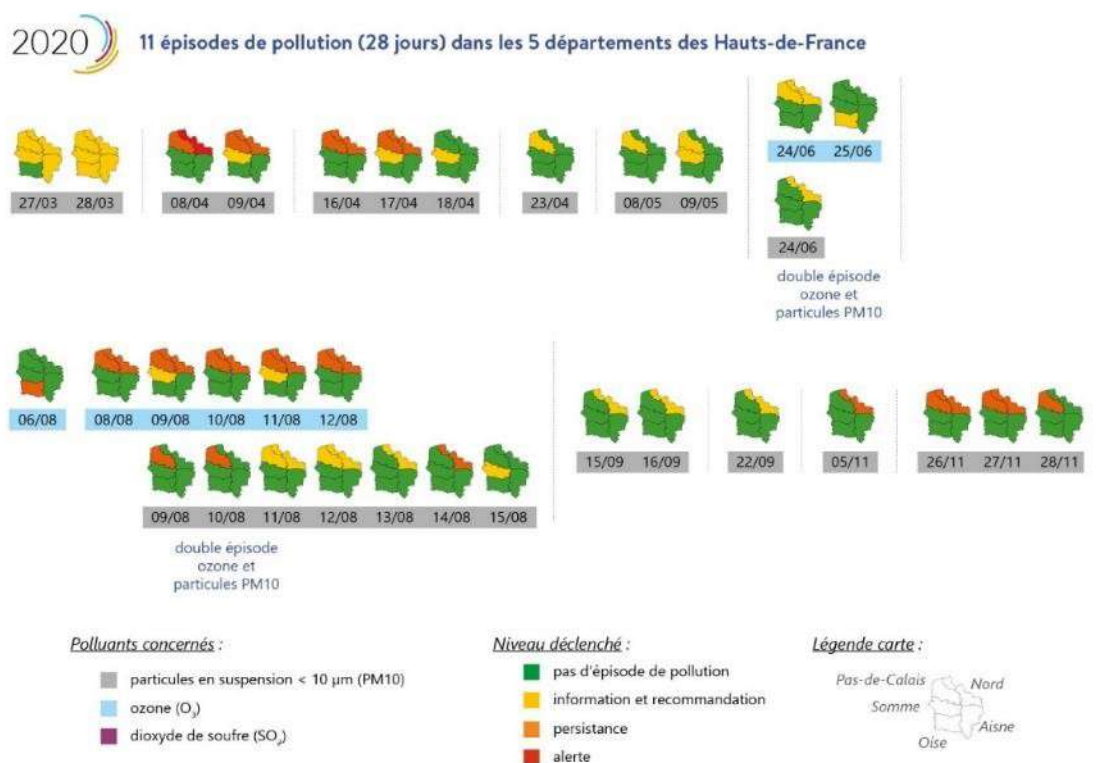 2020
11 épisodes de pollution (28 jours) dans les 5 départements des Hauts-de-France
27/03 28/03
08/04 09/04
16/04 17/04 18/04
23/04
08/05 09/05
24/06 25/06
24/06
double épisode
ozone et
particules PM10
06/08
08/08 09/08 10/08 11/08 12/08
09/08 10/08 11/08 12/08 13/08 14/08 15/08
double épisode
ozone et
particules PM10
15/09 16/09
22/09
05/11
26/11 27/11 28/11
Polluants concernés :
particules en suspension < 10 µm (PM10)
ozone (O₃)
dioxyde de soufre (SO₂)
Niveau déclenché :
pas d'épisode de pollution
information et recommandation
persistance
alerte
Légende carte :
Pas-de-Calais
Nord
Somme
Aisne
Oise